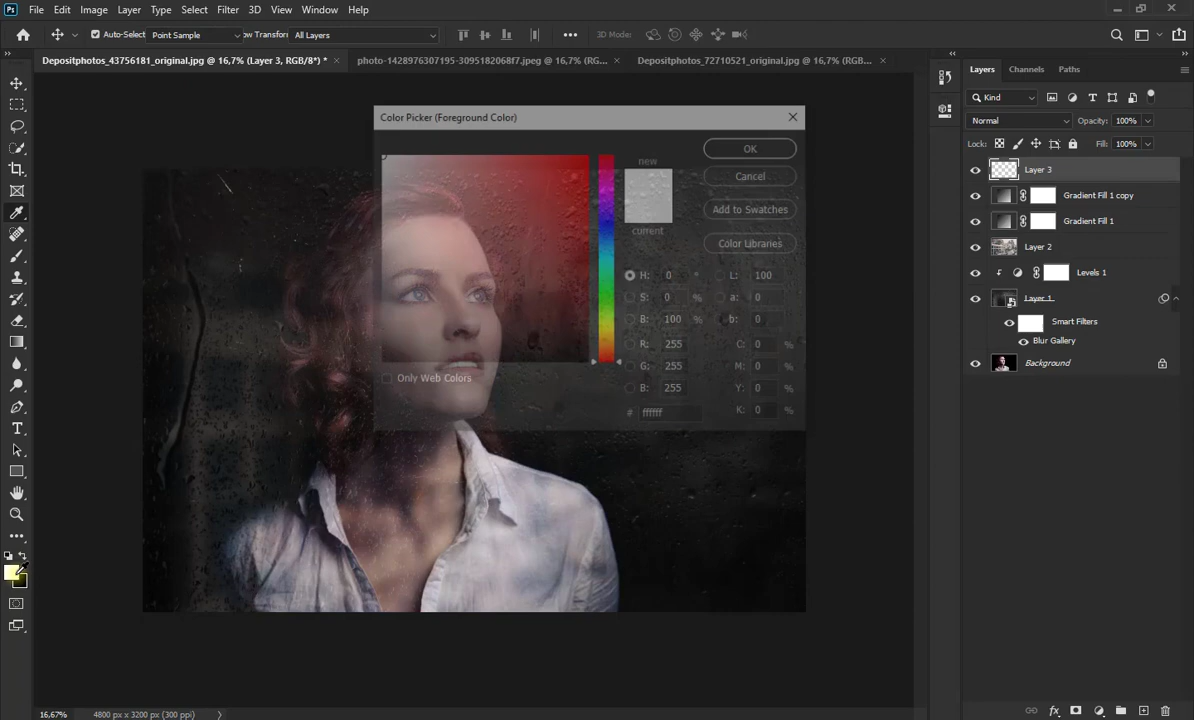 Ps File Edit Image Layer Type Select Filter 3D View Window Help
Auto-Select Point Sample ow Transform All Layers 3D Mode:
Depositphotos_43756181_original.jpg @ 16,7% (Layer 3, RGB/8*) * photo-1428976307195-3095182068f7.jpeg @ 16,7% (RG... Depositphotos_72710521_original.jpg @ 16,7% (RGB...
Color Picker (Foreground Color)
new
current
OK
Cancel
Add to Swatches
Color Libraries
H: 0 ° L: 100
S: 0 % a: 0
B: 100 % b: 0
R: 255 C: 0 %
G: 255 M: 0 %
B: 255 Y: 0 %
# ffffff K: 0 %
Only Web Colors
Layers Channels Paths
Kind
Normal Opacity: 100%
Lock: Fill: 100%
Layer 3
Gradient Fill 1 copy
Gradient Fill 1
Layer 2
Levels 1
Layer 1
Smart Filters
Blur Gallery
Background
16,67% 4800 px x 3200 px (300 ppi)